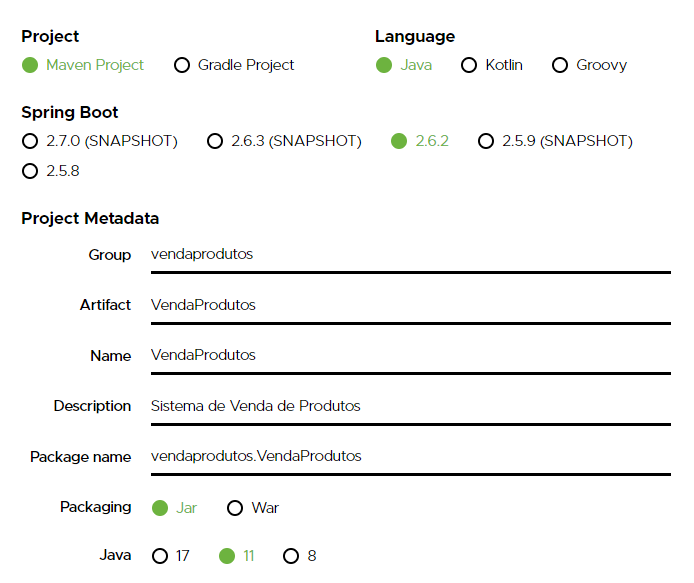 Project Language
Maven Project Gradle Project Java Kotlin Groovy
Spring Boot
2.7.0 (SNAPSHOT) 2.6.3 (SNAPSHOT) 2.6.2 2.5.9 (SNAPSHOT)
2.5.8
Project Metadata
Group vendaprodutos
Artifact VendaProdutos
Name VendaProdutos
Description Sistema de Venda de Produtos
Package name vendaprodutos.VendaProdutos
Packaging Jar War
Java 17 11 8